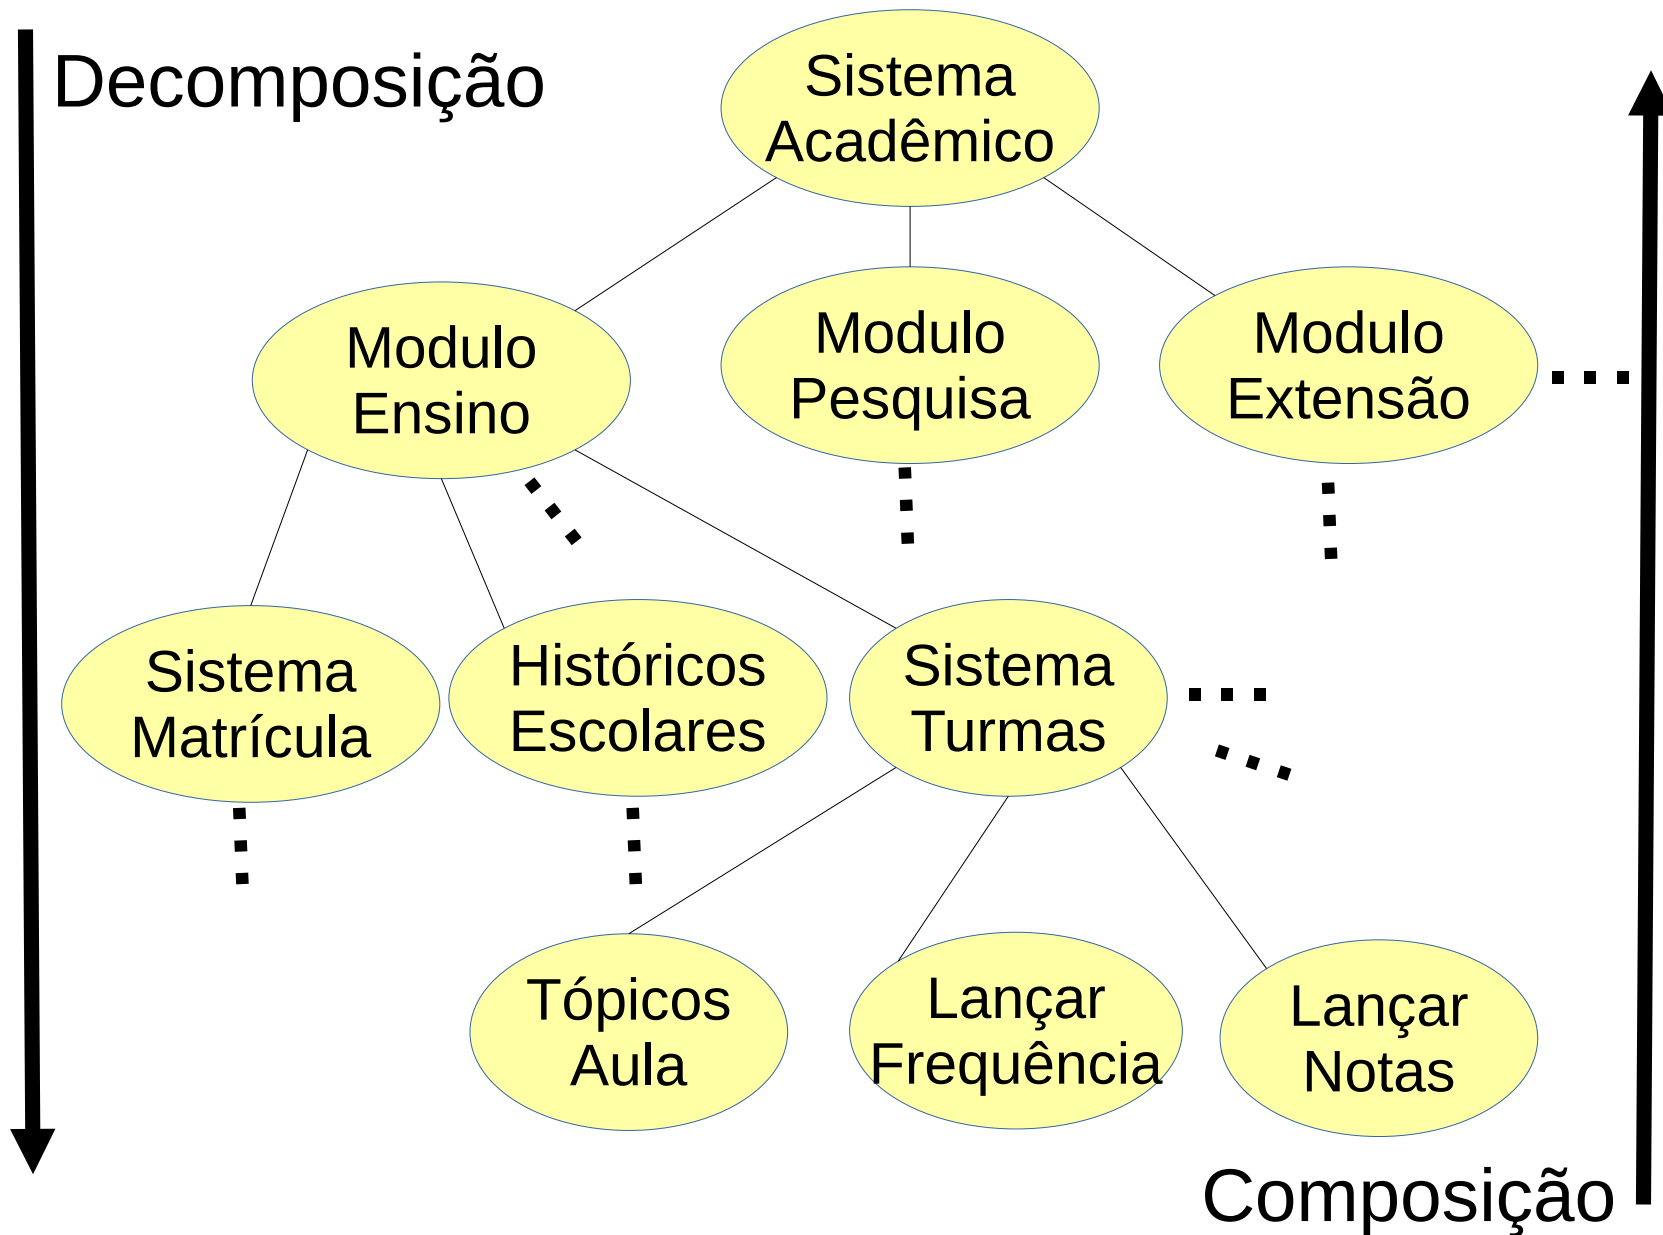 Decomposição
Sistema
Acadêmico
Modulo
Ensino
Modulo
Pesquisa
Modulo
Extensão
Sistema
Matrícula
Históricos
Escolares
Sistema
Turmas
Tópicos
Aula
Lançar
Frequência
Lançar
Notas
Composição